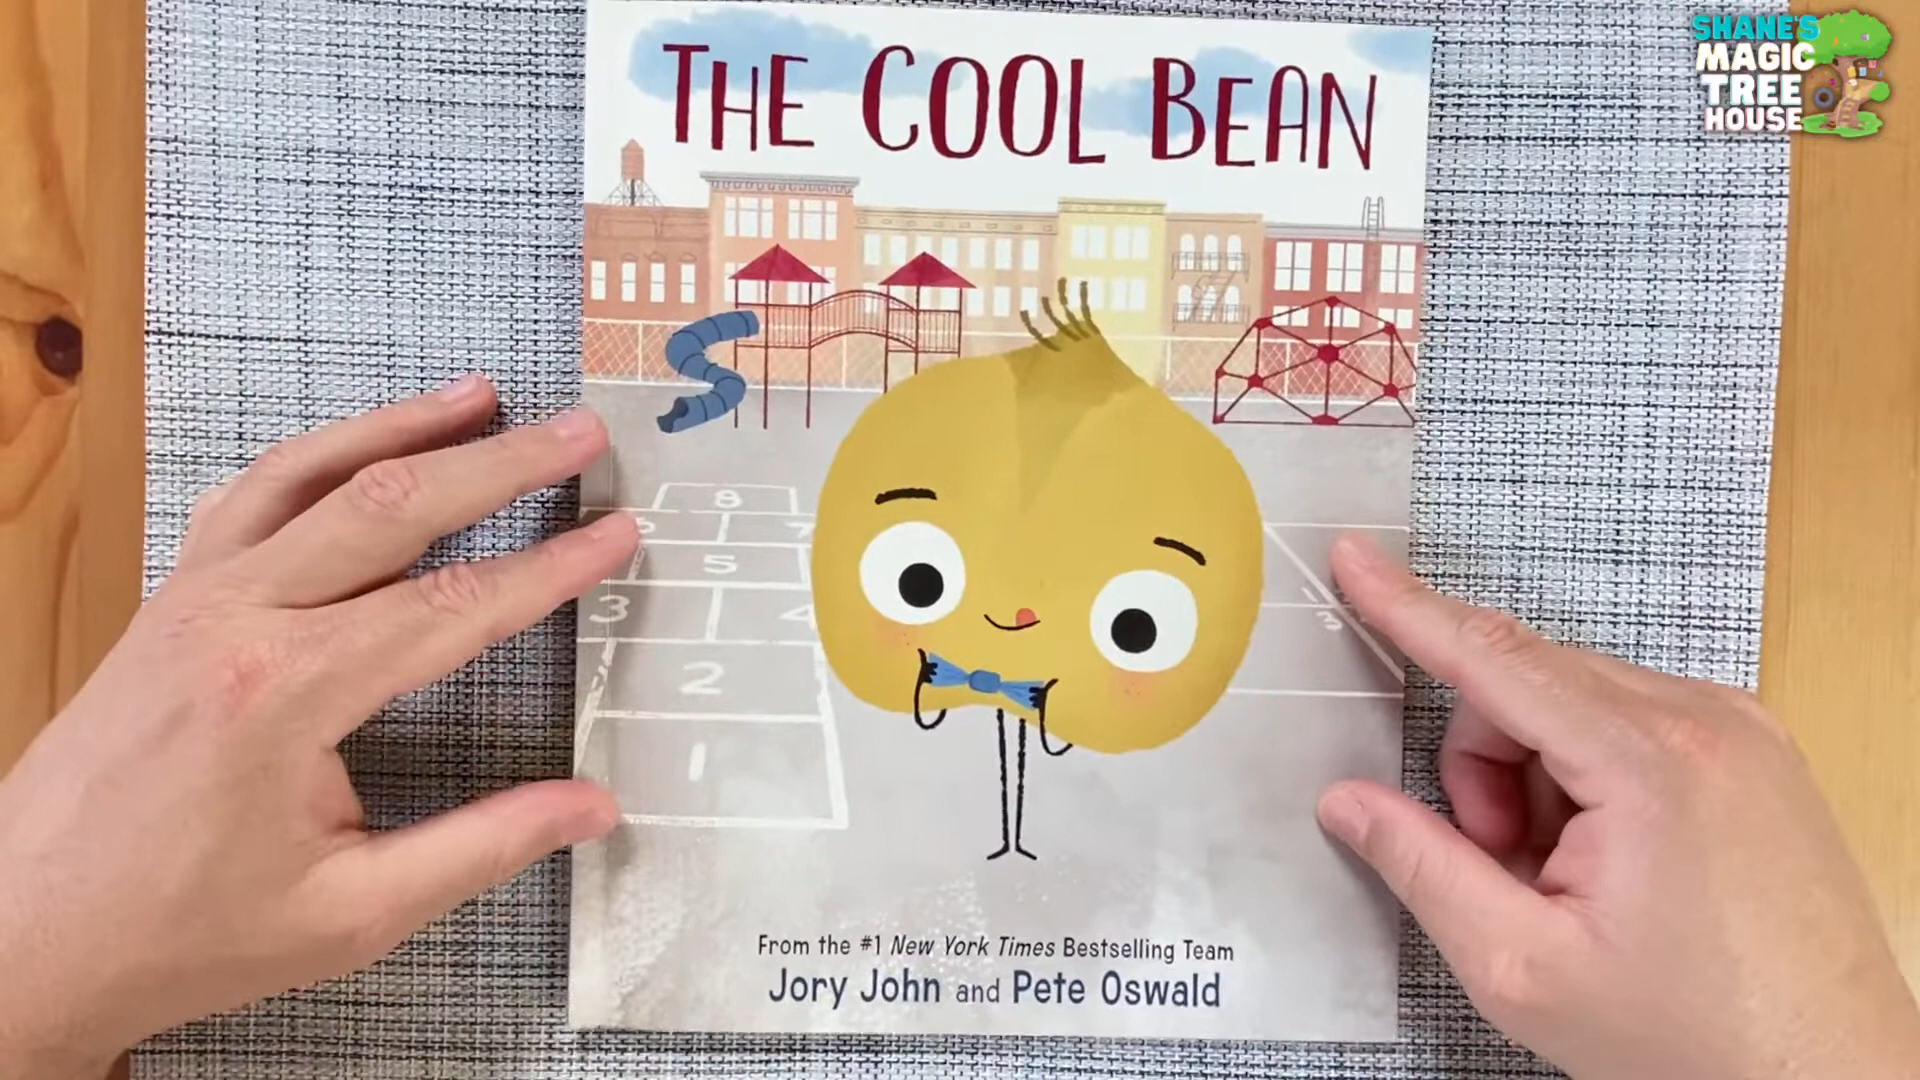 THE COOL BEAN
SHANE'S
MAGIC
TREE
HOUSE
8
7
5
3 4
2
3
1
From the #1 New York Times Bestselling Team
Jory John and Pete Oswald